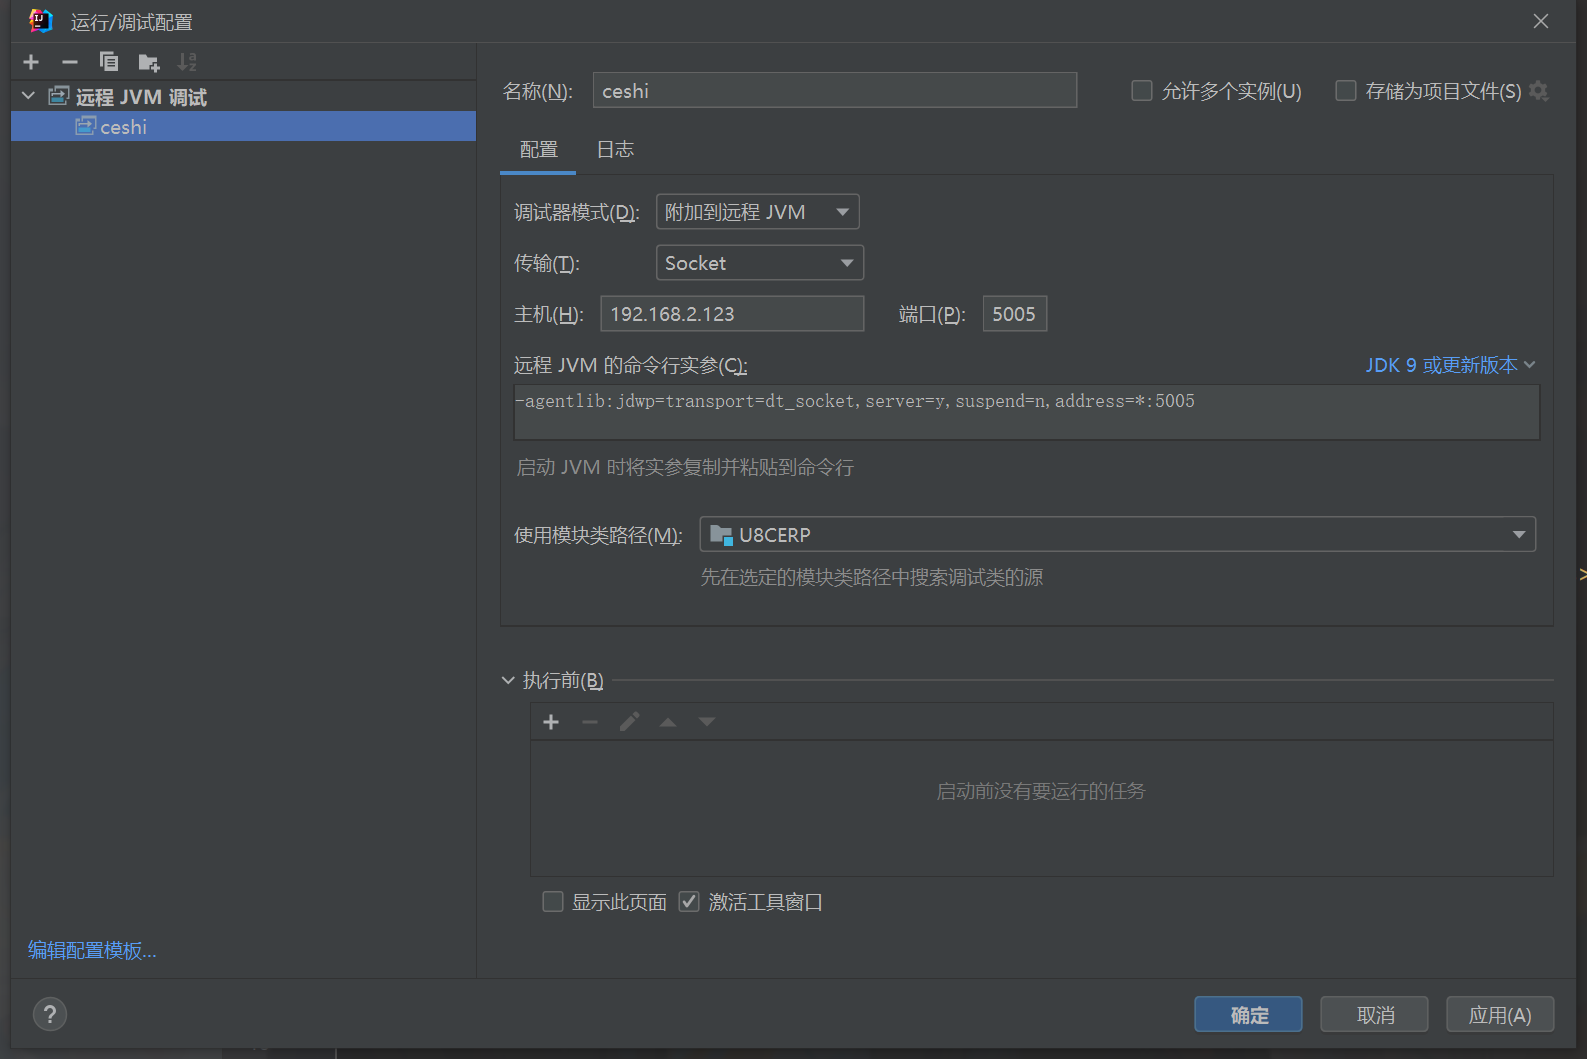 运行/调试配置
远程 JVM 调试
ceshi
名称(N):
ceshi
允许多个实例(U)
存储为项目文件(S)
配置
日志
调试器模式(D):
附加到远程 JVM
传输(T):
Socket
主机(H):
192.168.2.123
端口(P):
5005
远程 JVM 的命令行实参(C):
JDK 9 或更新版本
-agentlib:jdwp=transport=dt_socket,server=y,suspend=n,address=*:5005
启动 JVM 时将实参复制并粘贴到命令行
使用模块类路径(M):
U8CERP
先在选定的模块类路径中搜索调试类的源
执行前(B)
启动前没有要运行的任务
显示此页面
激活工具窗口
编辑配置模板...
?
确定
取消
应用(A)